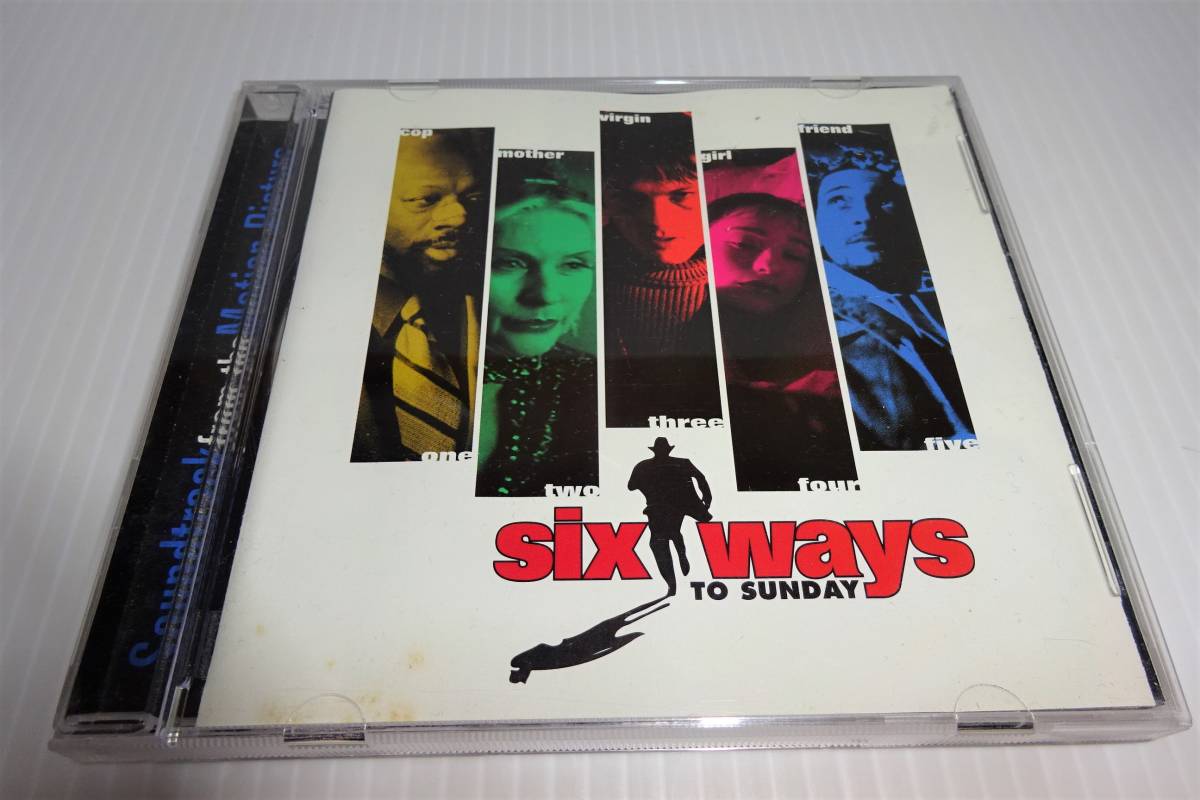 Soundtrack from the Motion Picture
cop
mother
virgin
girl
friend
one
two
three
four
five
six ways
TO SUNDAY